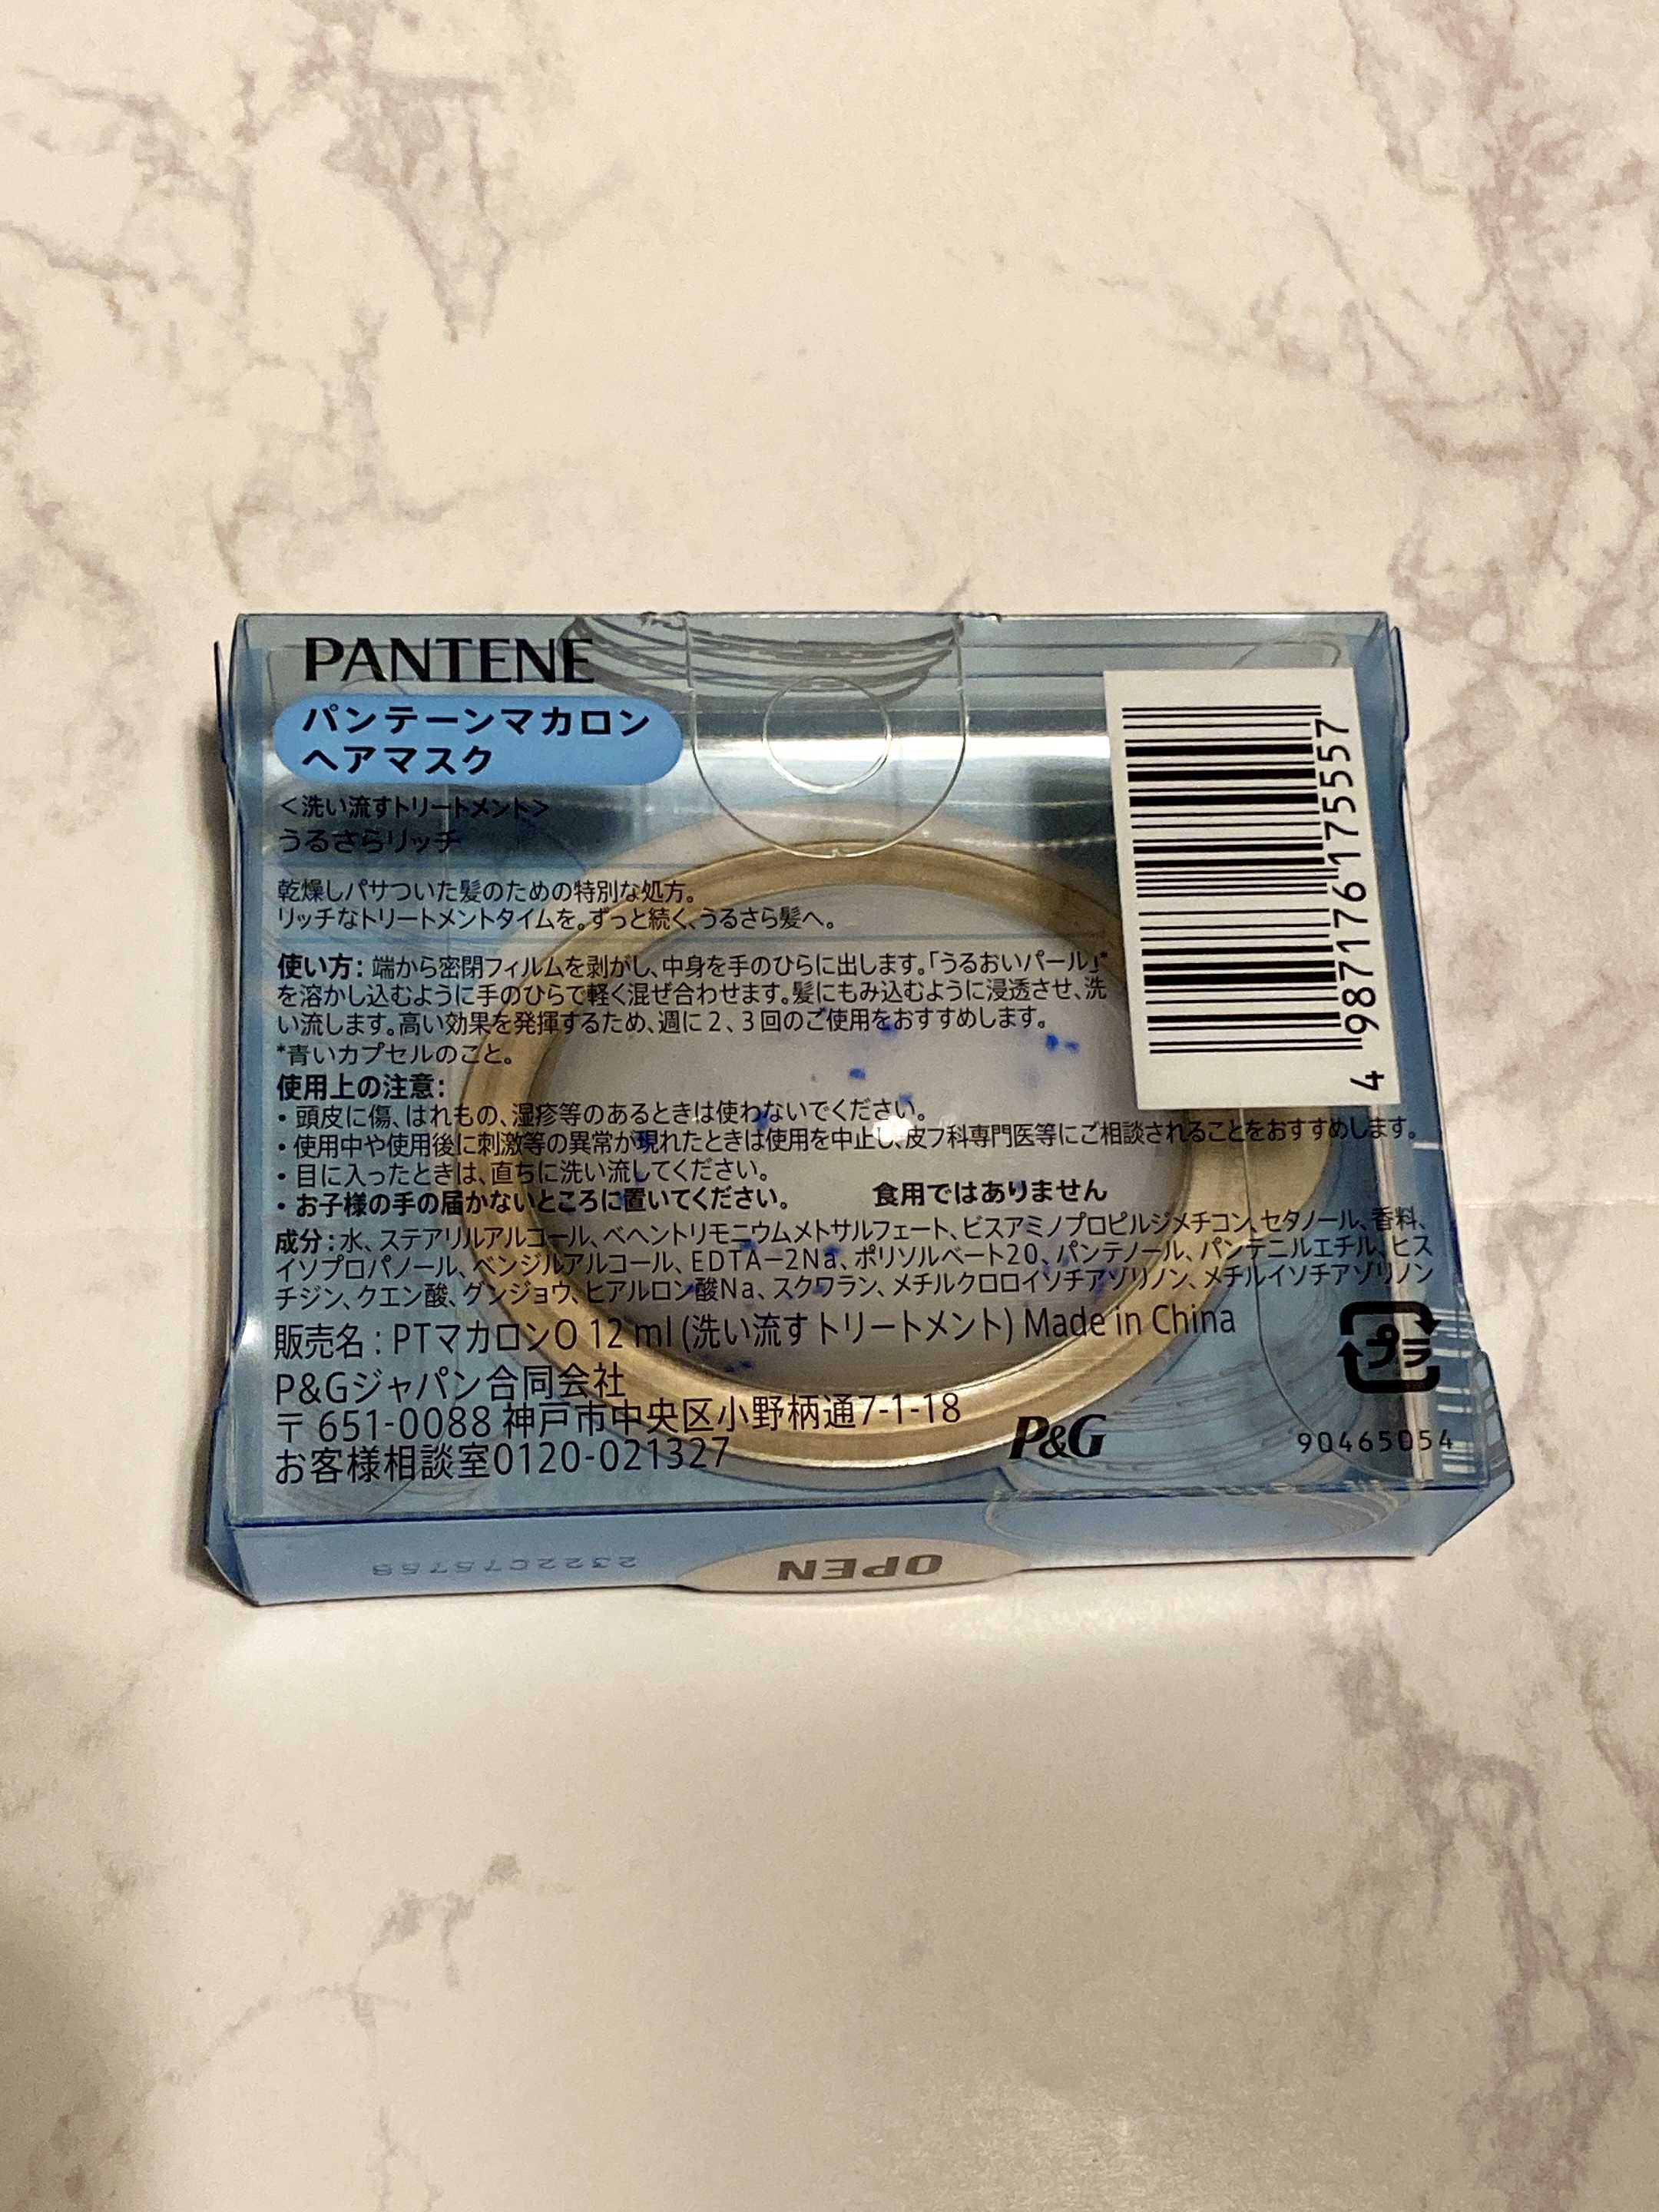 PANTENE
パンテーンマカロン
ヘアマスク
<洗い流すトリートメント>
うるさらリッチ
乾燥しパサついた髪のための特別な処方。
リッチなトリートメントタイムを。ずっと続く、うるさら髪へ。
使い方：端から密閉フィルムを剥がし、中身を手のひらに出します。「うるおいパール」*
を溶かし込むように手のひらで軽く混ぜ合わせます。髪にもみ込むように浸透させ、洗
い流します。高い効果を発揮するため、週に2、3回のご使用をおすすめします。
*青いカプセルのこと。
使用上の注意：
・頭皮に傷、はれもの、湿疹等のあるときは使わないでください。
・使用中や使用後に刺激等の異常が現れたときは使用を中止し、皮フ科専門医等にご相談されることをおすすめします。
・目に入ったときは、直ちに洗い流してください。
・お子様の手の届かないところに置いてください。 食用ではありません
成分：水、ステアリルアルコール、ベヘントリモニウムメトサルフェート、ビスアミノプロピルジメチコン、セタノール、香料、
イソプロパノール、ベンジルアルコール、EDTA－2Na、ポリソルベート20、パンテノール、パンテニルエチル、ヒス
チジン、クエン酸、グンジョウ、ヒアルロン酸Na、スクワラン、メチルクロロイソチアゾリノン、メチルイソチアゾリノン
販売名：PTマカロンO 12 ml (洗い流すトリートメント) Made in China
P&Gジャパン合同会社
〒651-0088 神戸市中央区小野柄通7-1-18
お客様相談室0120-021327
P&G
プラ
90465054
4 987176 175557
OPEN
2322C75758